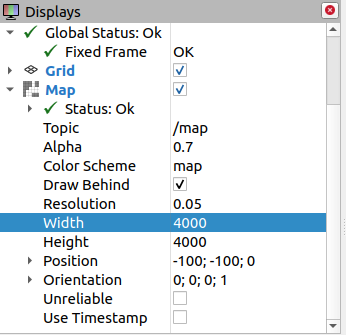 Displays
Global Status: Ok
Fixed Frame OK
Grid
Map
Status: Ok
Topic /map
Alpha 0.7
Color Scheme map
Draw Behind
Resolution 0.05
Width 4000
Height 4000
Position -100; -100; 0
Orientation 0; 0; 0; 1
Unreliable
Use Timestamp